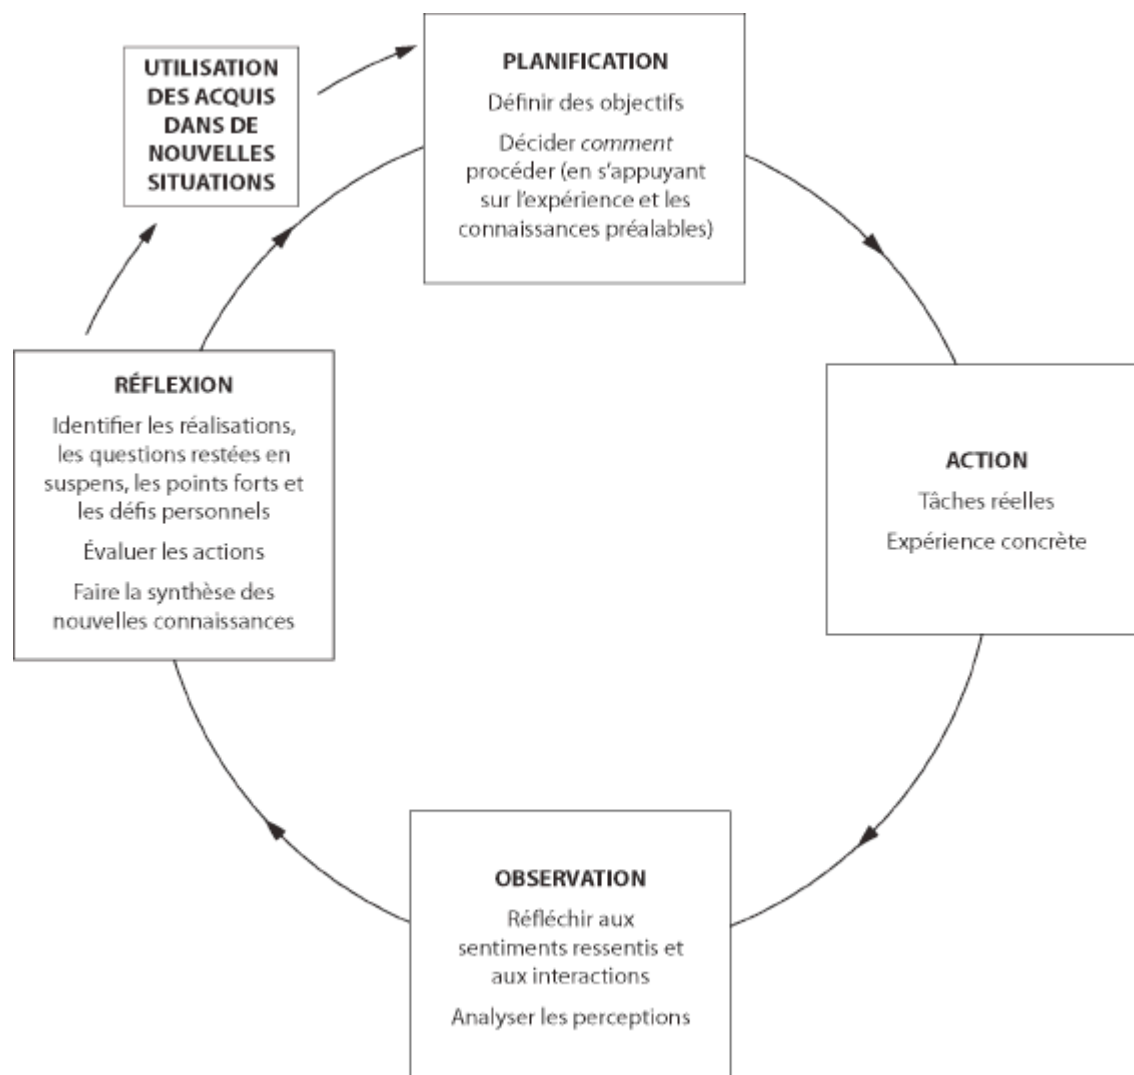 UTILISATION
DES ACQUIS
DANS DE
NOUVELLES
SITUATIONS
PLANIFICATION
Définir des objectifs
Décider comment
procéder (en s'appuyant
sur l'expérience et les
connaissances préalables)
RÉFLEXION
Identifier les réalisations,
les questions restées en
suspens, les points forts et
les défis personnels
Évaluer les actions
Faire la synthèse des
nouvelles connaissances
ACTION
Tâches réelles
Expérience concrète
OBSERVATION
Réfléchir aux
sentiments ressentis et
aux interactions
Analyser les perceptions